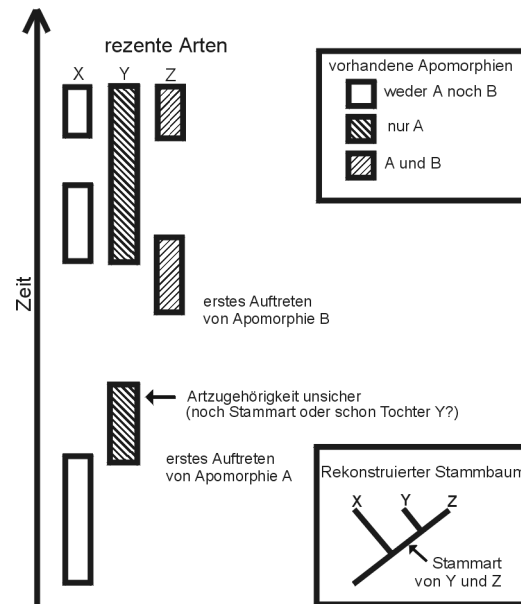 rezente Arten
X Y Z
vorhandene Apomorphien
weder A noch B
nur A
A und B
Zeit
erstes Auftreten
von Apomorphie B
Artzugehörigkeit unsicher
(noch Stammart oder schon Tochter Y?)
erstes Auftreten
von Apomorphie A
Rekonstruierter Stammbaum
X Y Z
Stammart
von Y und Z